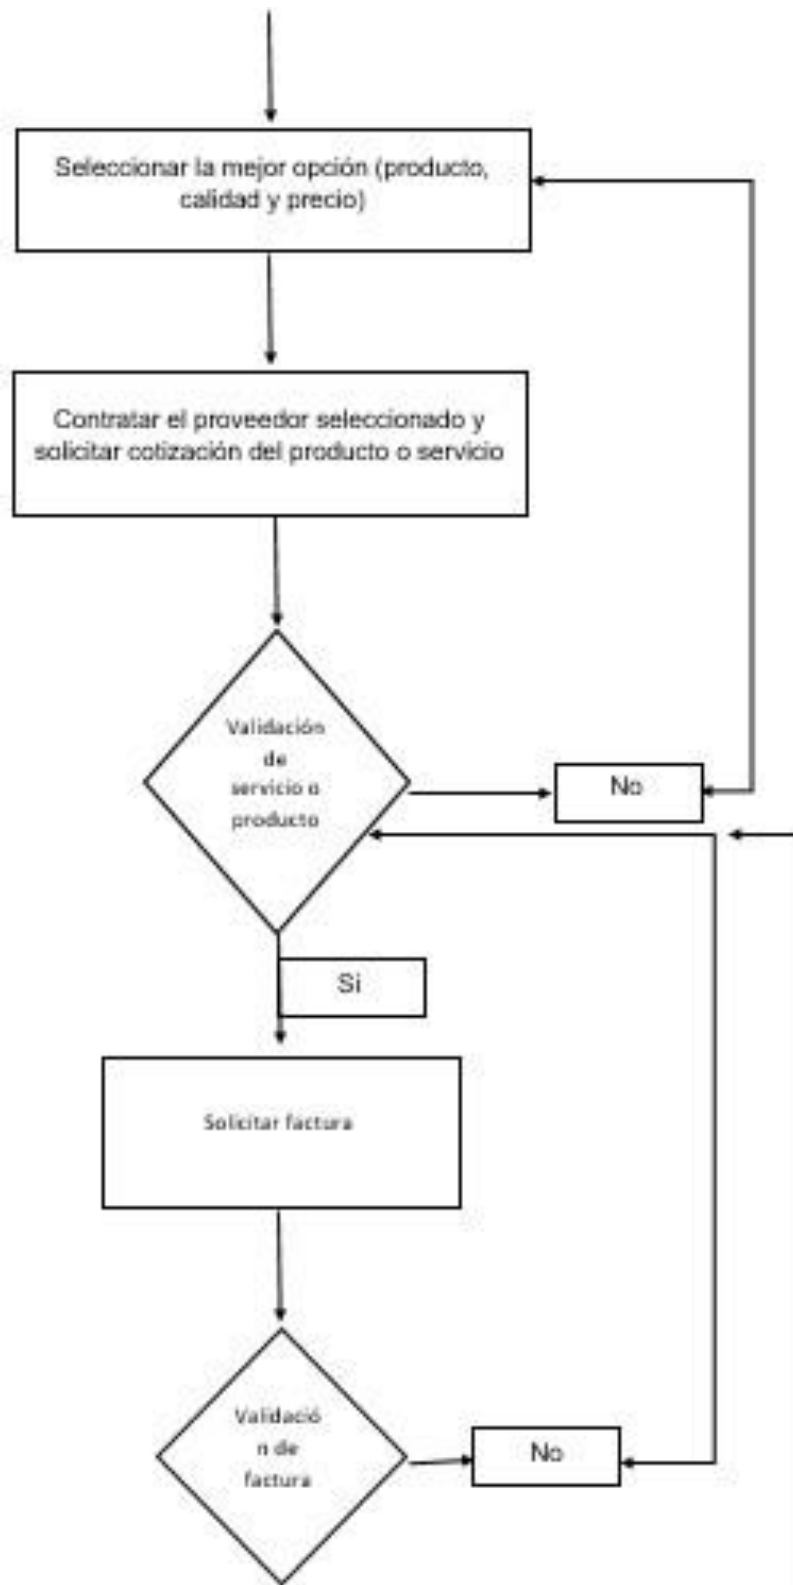 Seleccionar la mejor opción (producto,
calidad y precio)
Contratar el proveedor seleccionado y
solicitar cotización del producto o servicio
Validación
de
servicio o
producto
No
Si
Solicitar factura
Validació
n de
factura
No